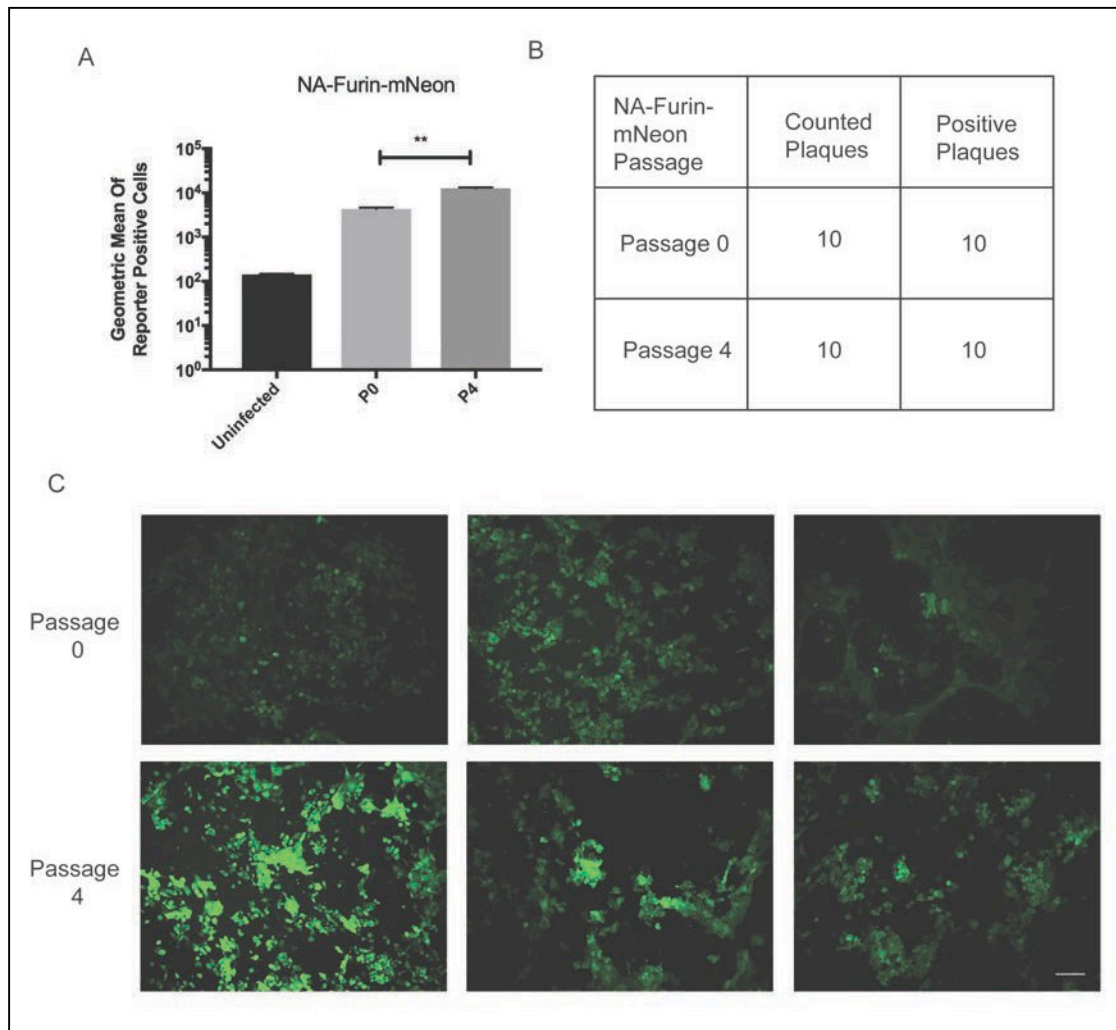 A
NA-Furin-mNeon
**
Geometric Mean Of
Reporter Positive Cells
10⁵
10⁴
10³
10²
10¹
10⁰
Uninfected
P0
P4
B
NA-Furin-
mNeon
Passage
Counted
Plaques
Positive
Plaques
Passage 0
10
10
Passage 4
10
10
C
Passage
0
Passage
4